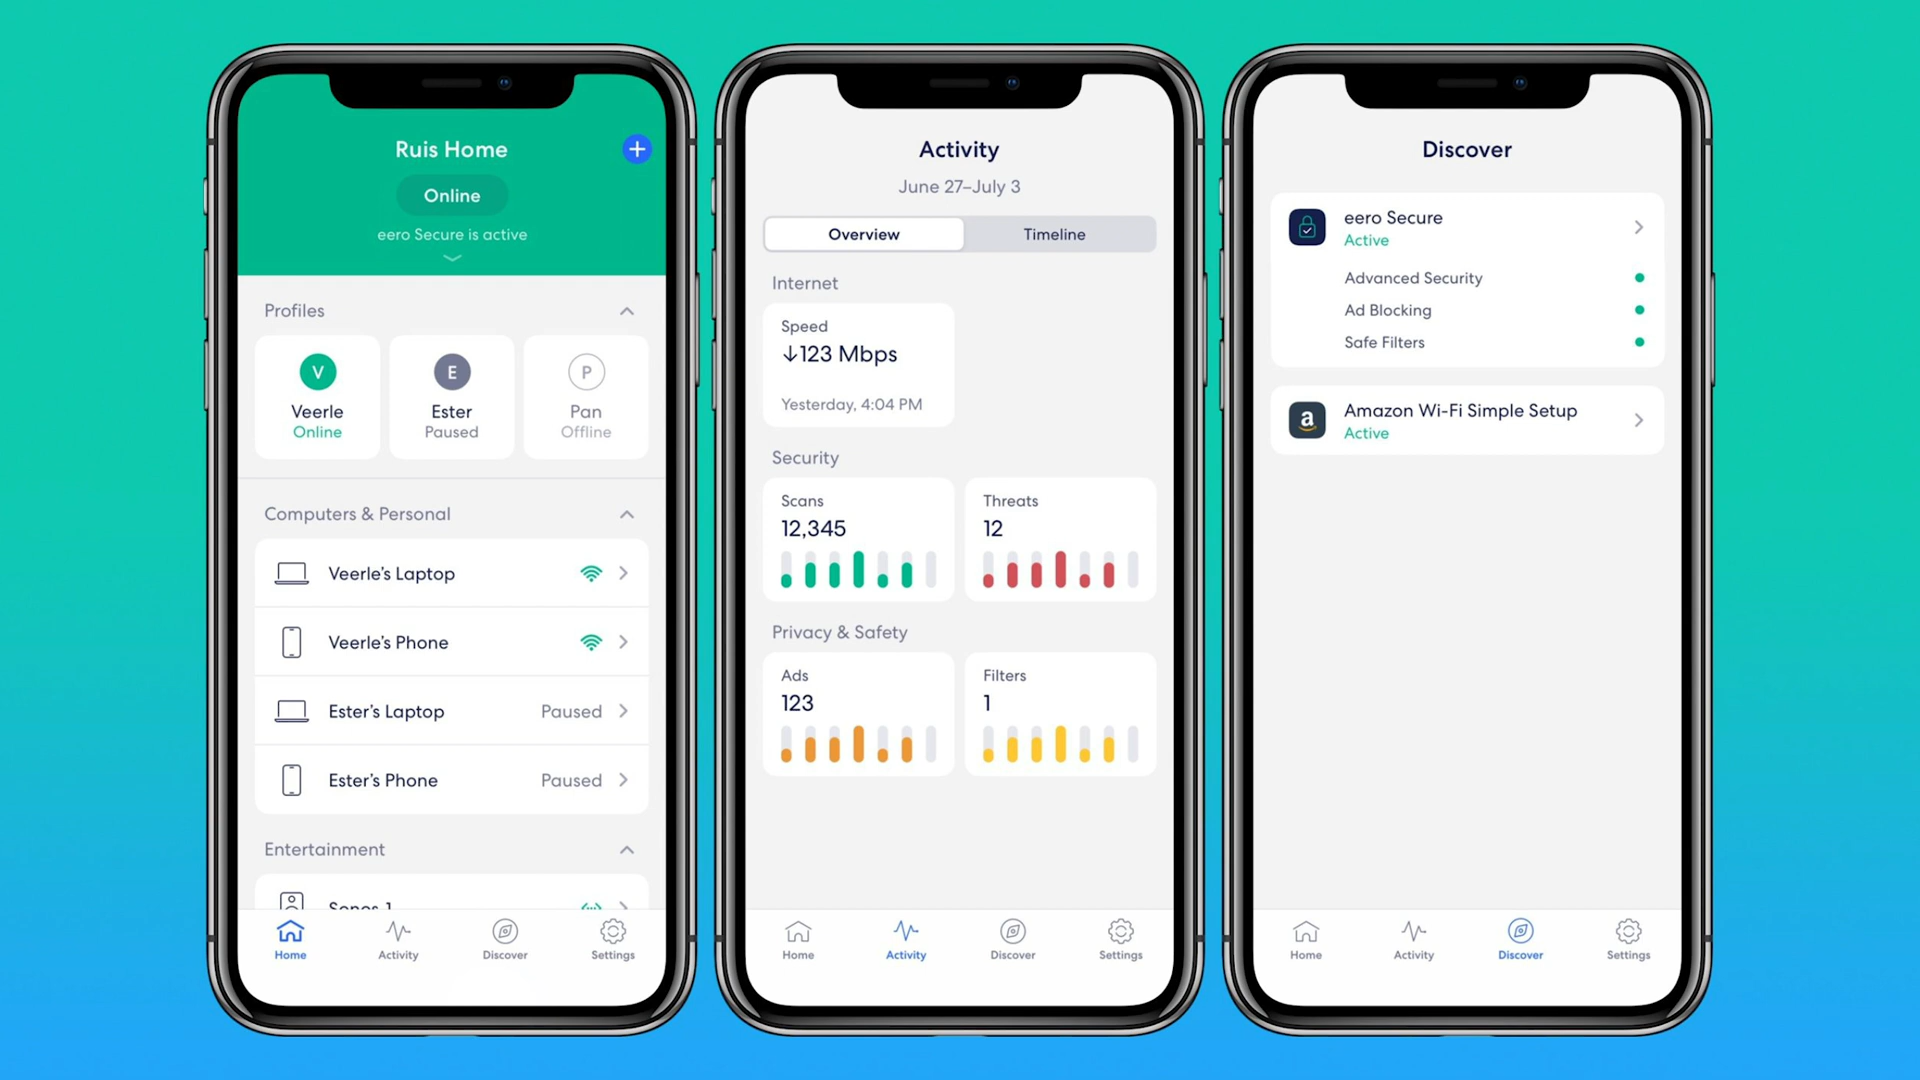 Ruis Home
Online
eero Secure is active
Profiles
V
Veerle
Online
E
Ester
Paused
P
Pan
Offline
Computers & Personal
Veerle's Laptop
Veerle's Phone
Ester's Laptop
Paused
Ester's Phone
Paused
Entertainment
Sonos 1
Home
Activity
Discover
Settings
Activity
June 27–July 3
Overview
Timeline
Internet
Speed
↓123 Mbps
Yesterday, 4:04 PM
Security
Scans
12,345
Threats
12
Privacy & Safety
Ads
123
Filters
1
Home
Activity
Discover
Settings
Discover
eero Secure
Active
Advanced Security
Ad Blocking
Safe Filters
a
Amazon Wi-Fi Simple Setup
Active
Home
Activity
Discover
Settings